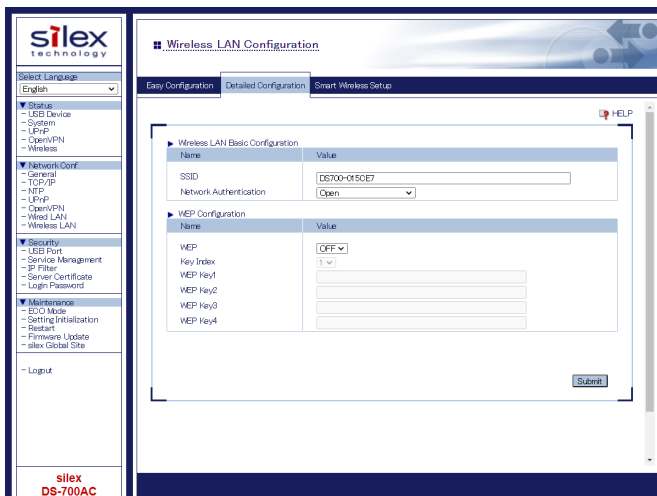 silex
technology
Select Language
English
▼ Status
- USB Device
- System
- UPnP
- OpenVPN
- Wireless
▼ Network Conf.
- General
- TCP/IP
- NTP
- UPnP
- OpenVPN
- Wired LAN
- Wireless LAN
▼ Security
- USB Port
- Service Management
- IP Filter
- Server Certificate
- Login Password
▼ Maintenance
- ECO Mode
- Setting Initialization
- Restart
- Firmware Update
- silex Global Site
- Logout
silex
DS-700AC
Wireless LAN Configuration
Easy Configuration Detailed Configuration Smart Wireless Setup
HELP
Wireless LAN Basic Configuration
Name Value
SSID DS700-015CE7
Network Authentication Open
WEP Configuration
Name Value
WEP OFF
Key Index 1
WEP Key1
WEP Key2
WEP Key3
WEP Key4
Submit